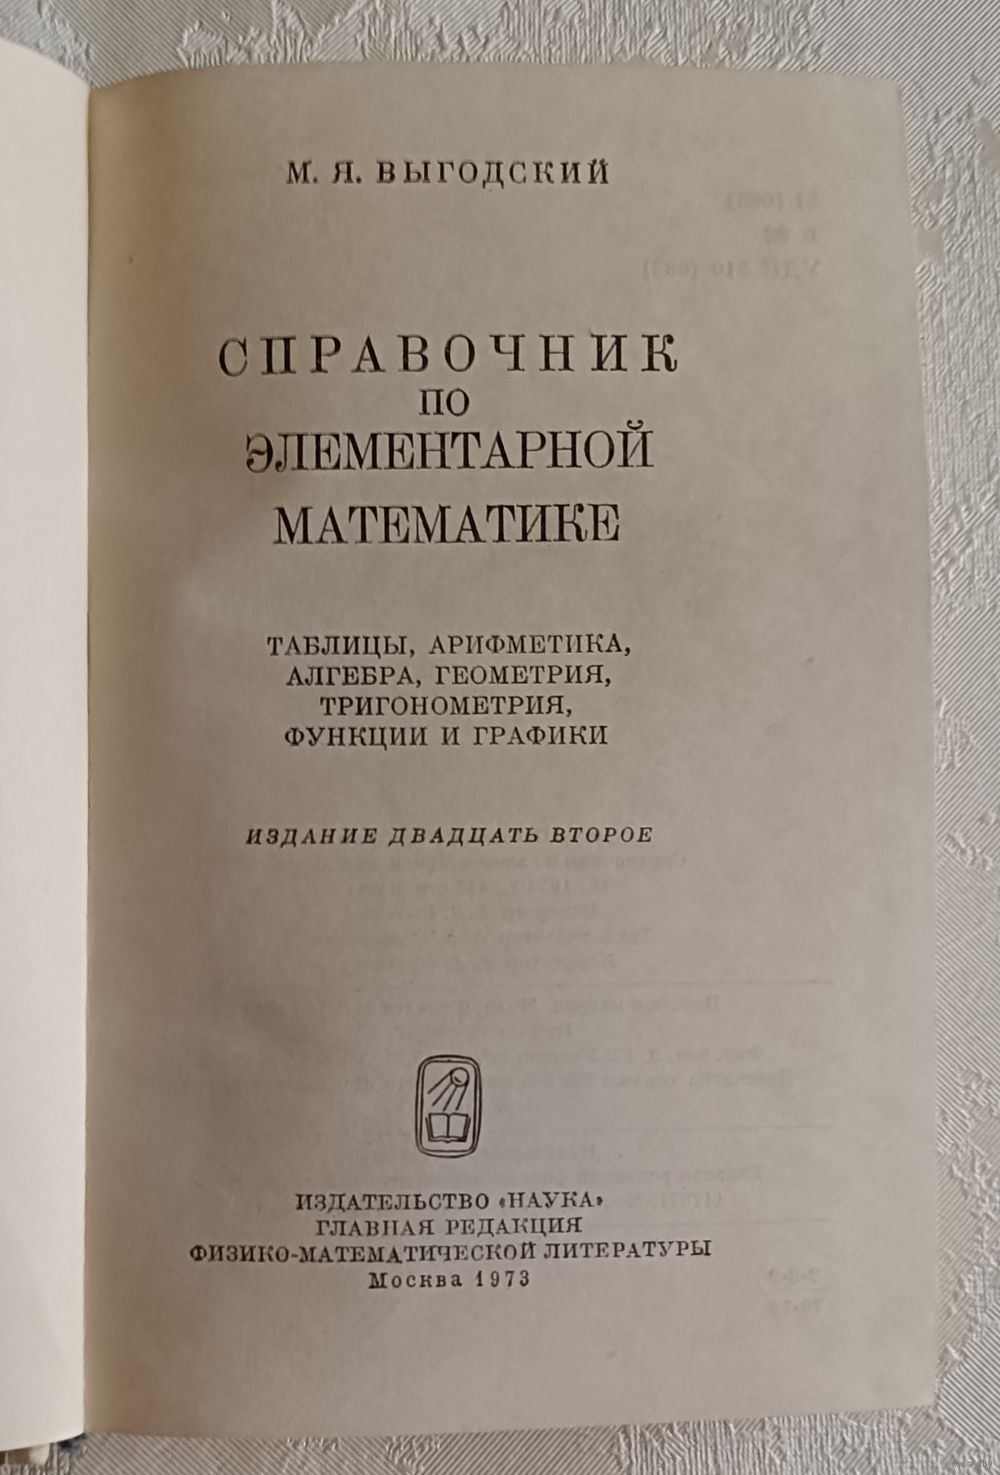 М. Я. ВЫГОДСКИЙ
СПРАВОЧНИК
ПО
ЭЛЕМЕНТАРНОЙ
МАТЕМАТИКЕ
ТАБЛИЦЫ, АРИФМЕТИКА,
АЛГЕБРА, ГЕОМЕТРИЯ,
ТРИГОНОМЕТРИЯ,
ФУНКЦИИ И ГРАФИКИ
ИЗДАНИЕ ДВАДЦАТЬ ВТОРОЕ
ИЗДАТЕЛЬСТВО «НАУКА»
ГЛАВНАЯ РЕДАКЦИЯ
ФИЗИКО-МАТЕМАТИЧЕСКОЙ ЛИТЕРАТУРЫ
Москва 1973